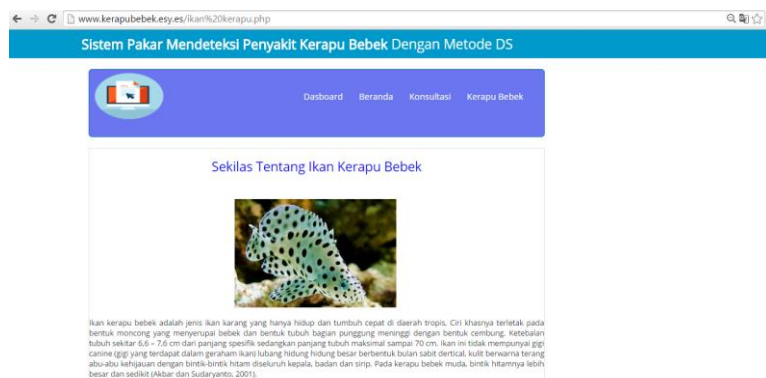 www.kerapubebek.esy.es/ikan%20kerapu.php
Sistem Pakar Mendeteksi Penyakit Kerapu Bebek Dengan Metode DS
Dasboard Beranda Konsultasi Kerapu Bebek
Sekilas Tentang Ikan Kerapu Bebek
Ikan kerapu bebek adalah jenis ikan karang yang hanya hidup dan tumbuh cepat di daerah tropis. Ciri khasnya terletak pada
bentuk moncong yang menyerupai bebek dan bentuk tubuh bagian punggung meninggi dengan bentuk cembung. Ketebalan
tubuh sekitar 6,6 – 7,6 cm dari panjang spesifik sedangkan panjang tubuh maksimal sampai 70 cm. Ikan ini tidak mempunyai gigi
canine (gigi yang terdapat dalam geraham ikan) lubang hidung hidung besar berbentuk bulan sabit dertical, kulit berwarna terang
abu-abu kehijauan dengan bintik-bintik hitam diseluruh kepala, badan dan sirip. Pada kerapu bebek muda, bintik hitamnya lebih
besar dan sedikit (Akbar dan Sudaryanto, 2001).